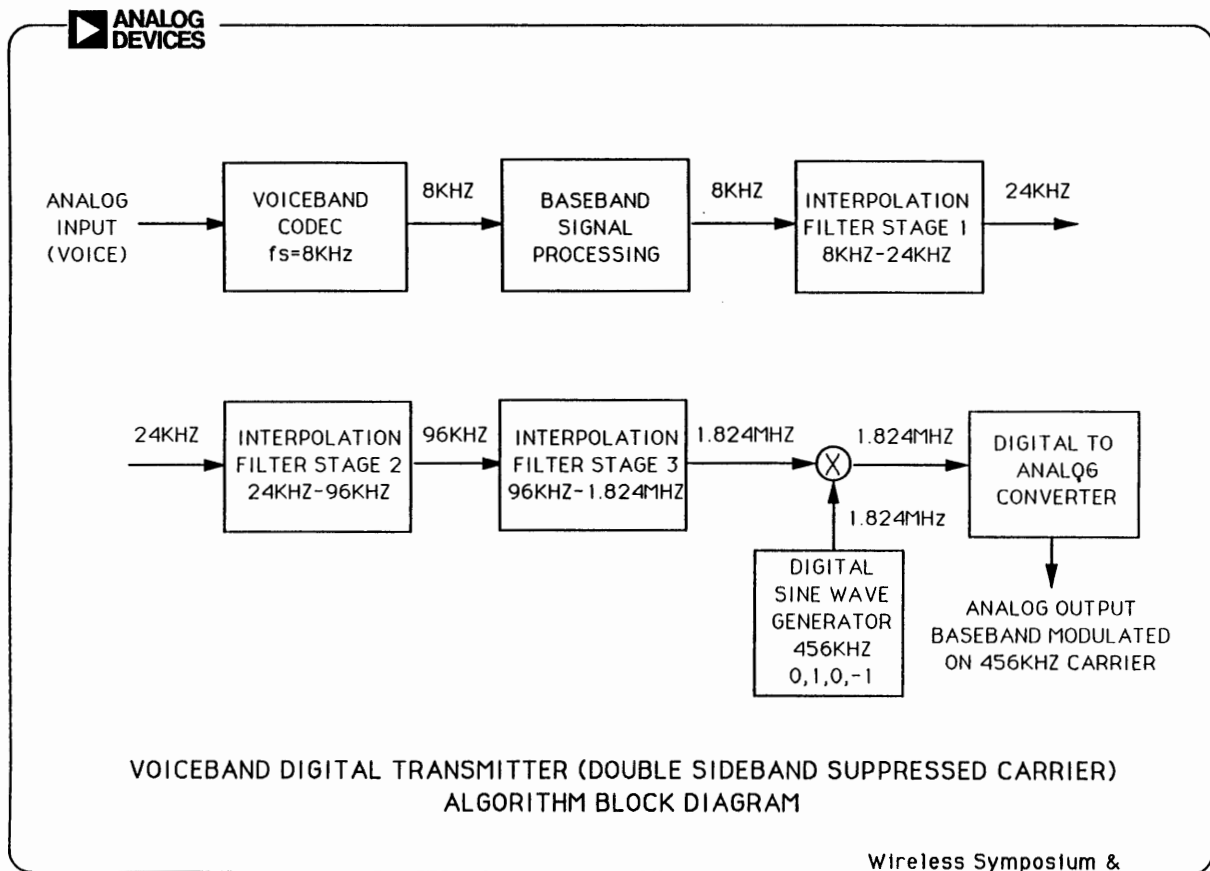 ANALOG
DEVICES
ANALOG
INPUT
(VOICE)
VOICEBAND
CODEC
fs=8KHz
8KHZ
BASEBAND
SIGNAL
PROCESSING
8KHZ
INTERPOLATION
FILTER STAGE 1
8KHZ-24KHZ
24KHZ
24KHZ
INTERPOLATION
FILTER STAGE 2
24KHZ-96KHZ
96KHZ
INTERPOLATION
FILTER STAGE 3
96KHZ-1.824MHZ
1.824MHZ
X
1.824MHZ
1.824MHz
DIGITAL
SINE WAVE
GENERATOR
456KHZ
0,1,0,-1
DIGITAL TO
ANALOG
CONVERTER
ANALOG OUTPUT
BASEBAND MODULATED
ON 456KHZ CARRIER
VOICEBAND DIGITAL TRANSMITTER (DOUBLE SIDEBAND SUPPRESSED CARRIER)
ALGORITHM BLOCK DIAGRAM
Wireless Symposium &